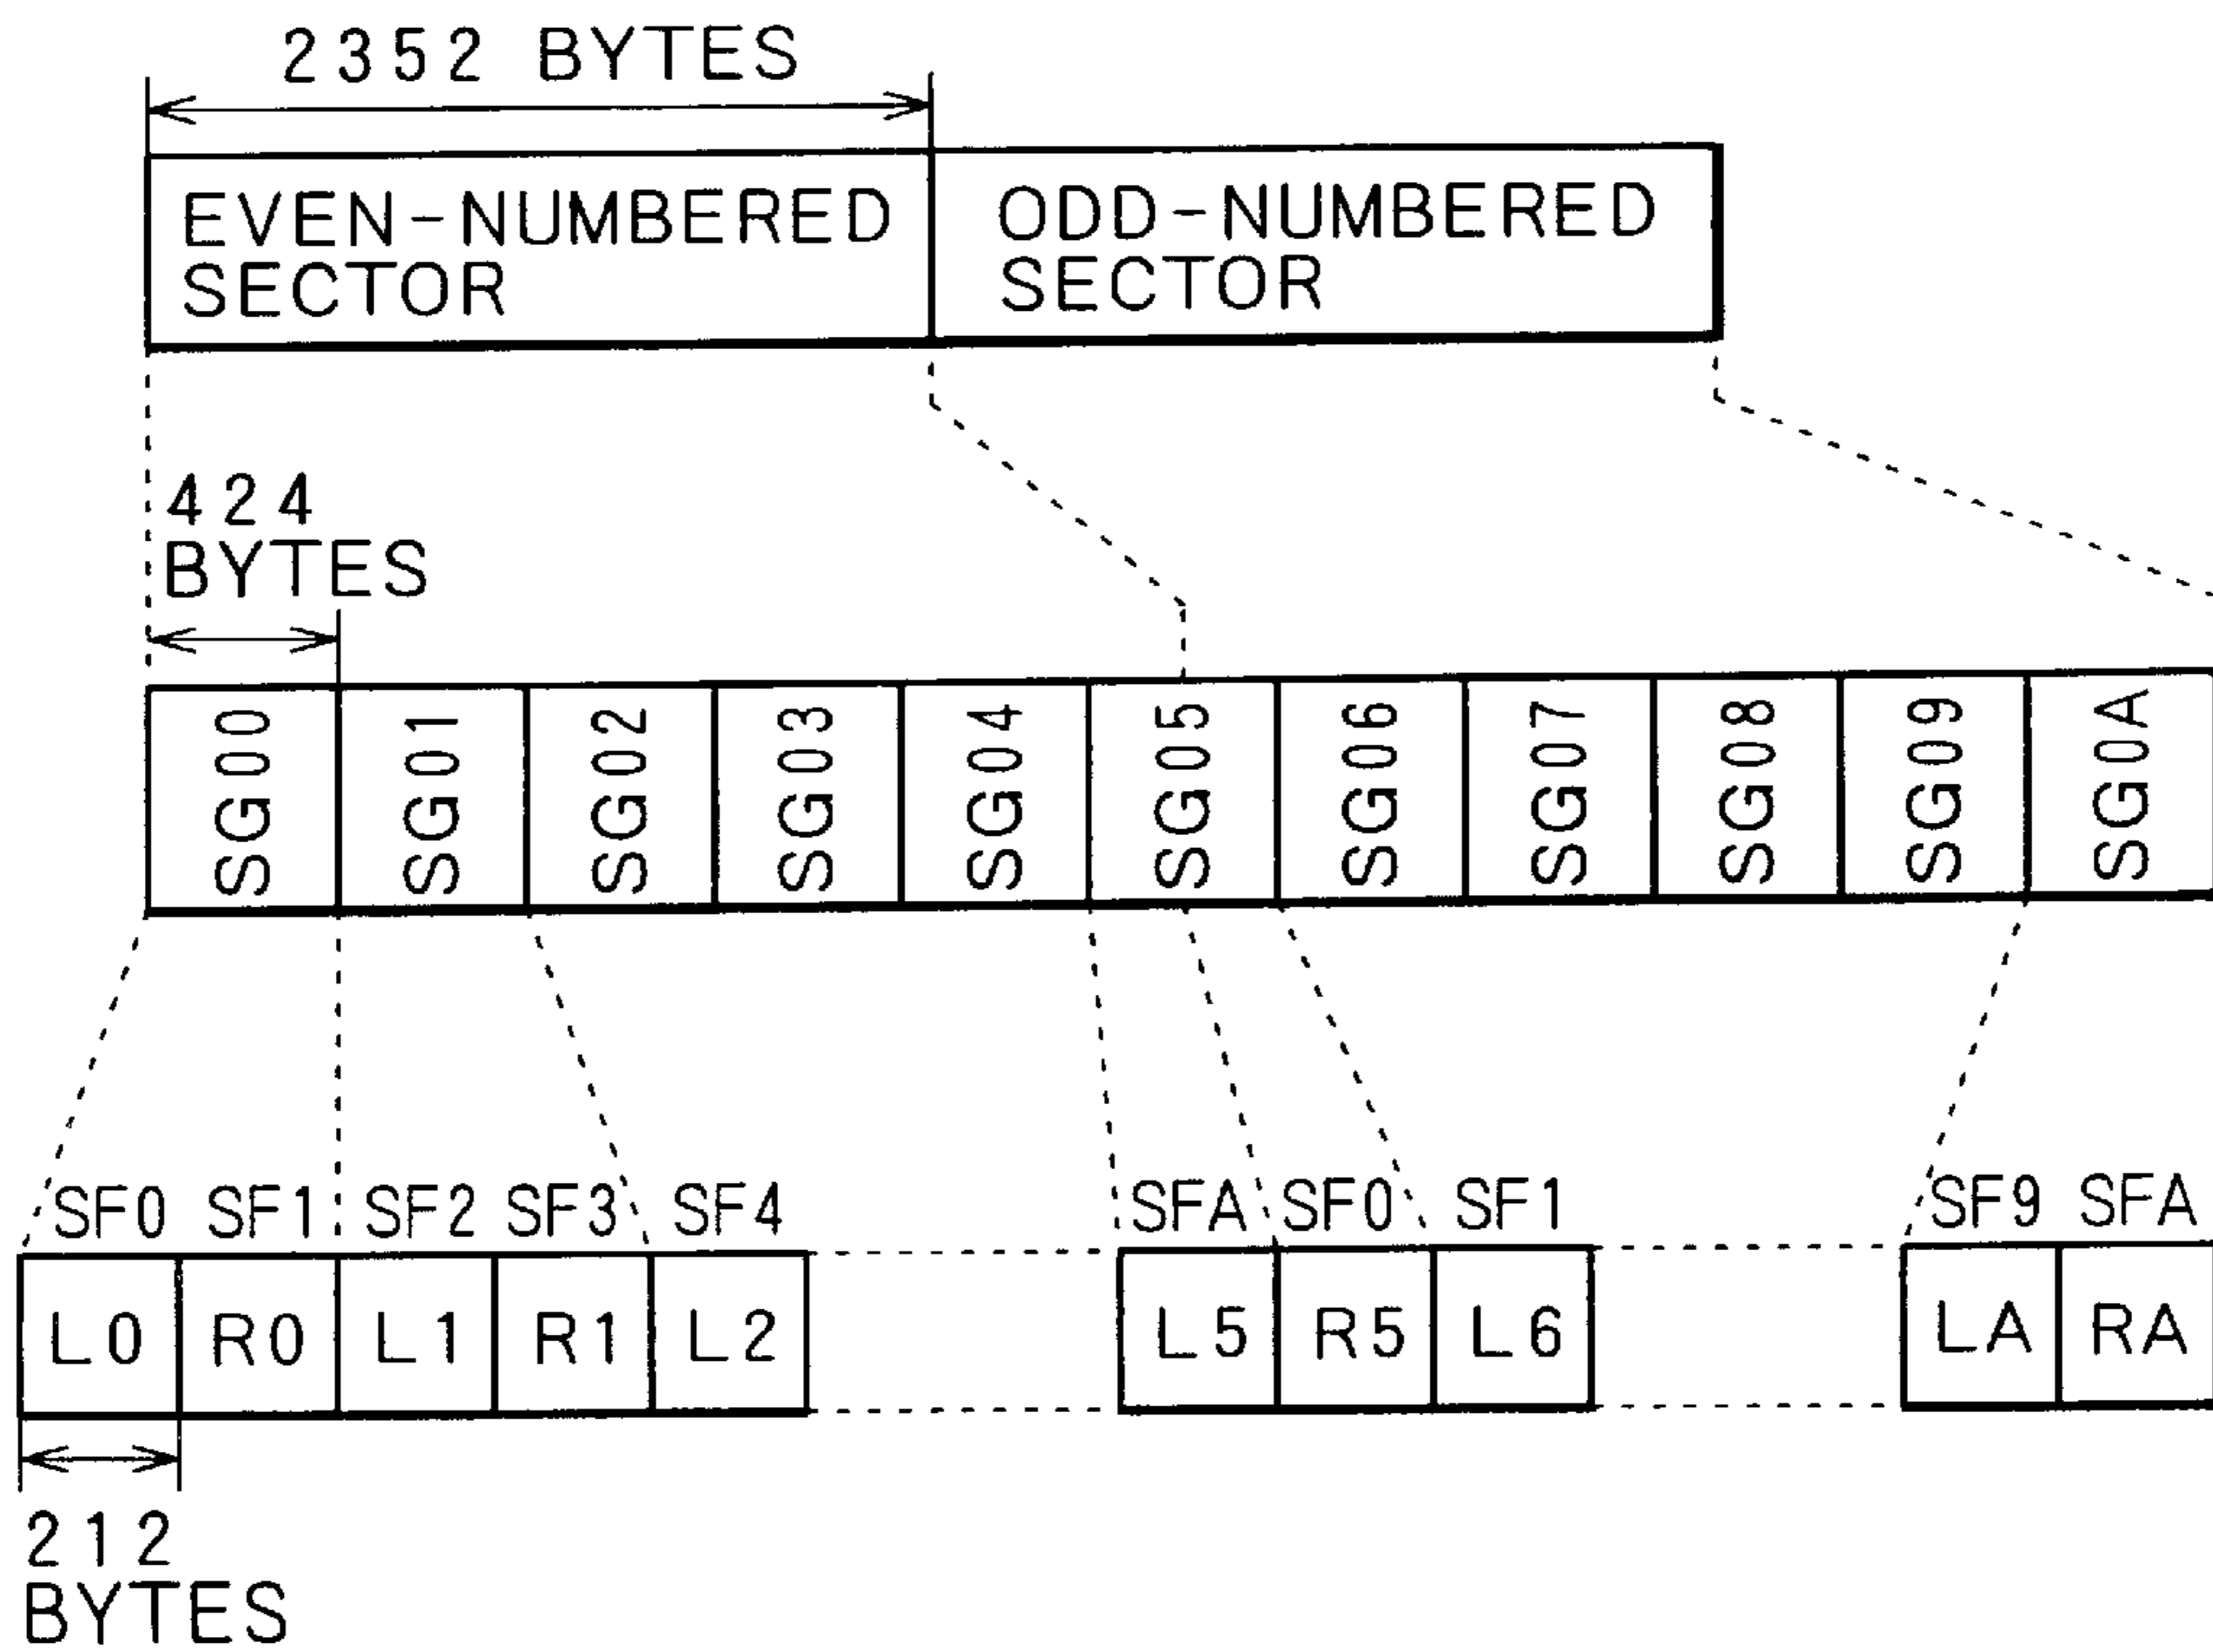 2352 BYTES
EVEN-NUMBERED
SECTOR
ODD-NUMBERED
SECTOR
424
BYTES
SG00
SG01
SG02
SG03
SG04
SG05
SG06
SG07
SG08
SG09
SG0A
SF0 SF1 SF2 SF3 SF4 SFA SF0 SF1 SF9 SFA
L0 R0 L1 R1 L2 L5 R5 L6 LA RA
212
BYTES